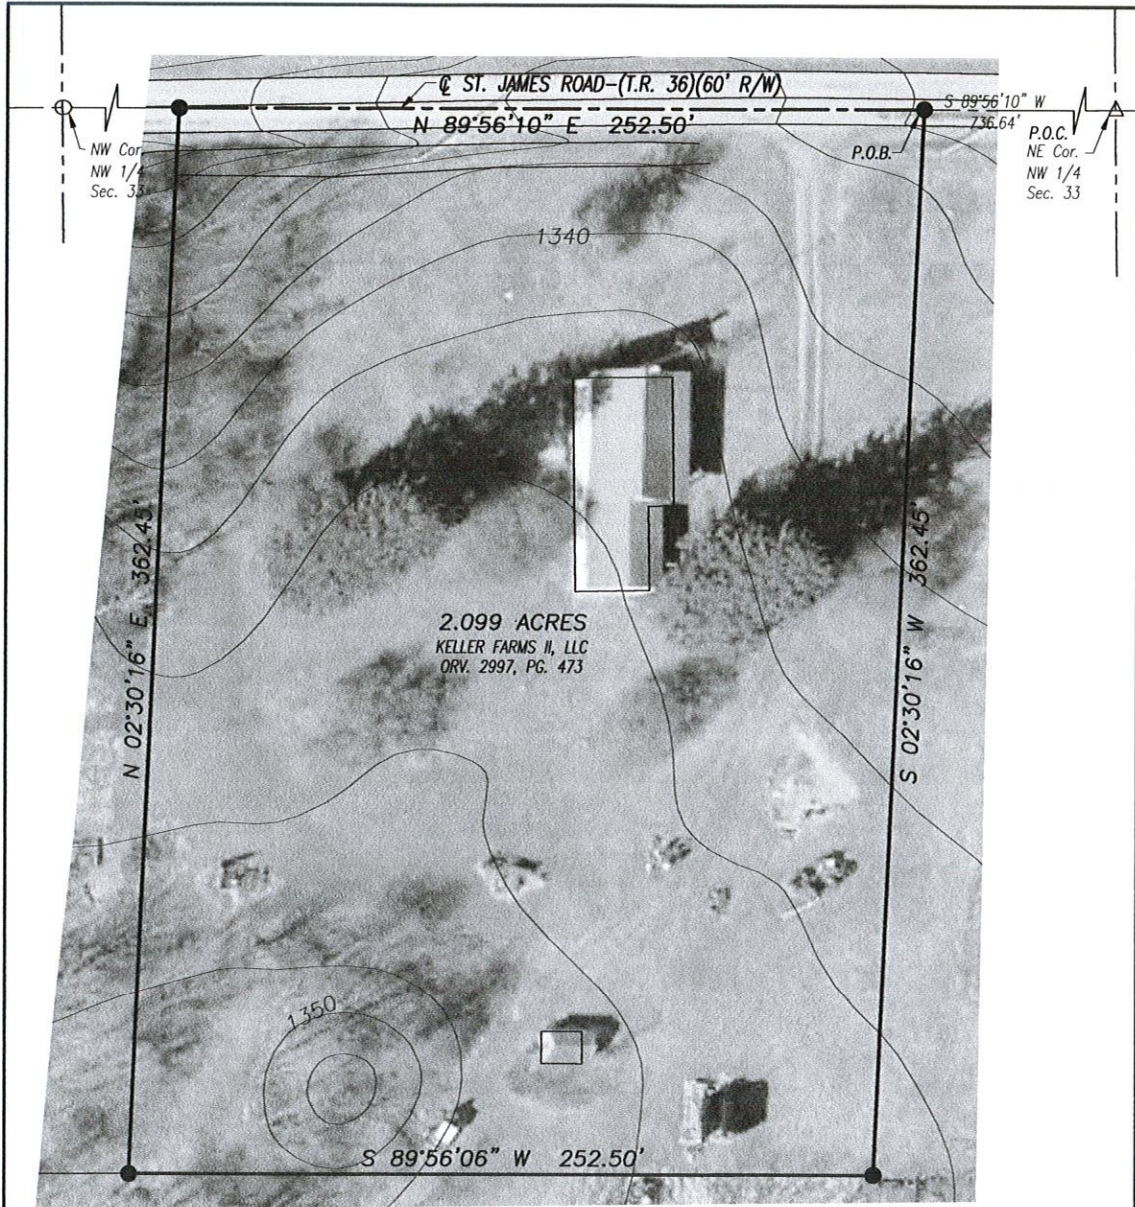 ℄ ST. JAMES ROAD-(T.R. 36)(60' R/W)
N 89°56'10" E 252.50'
S 89°56'10" W
736.64'
NW Cor
NW 1/4
Sec. 33
P.O.B.
P.O.C.
NE Cor.
NW 1/4
Sec. 33
1340
N 02°30'16" E 362.45'
S 02°30'16" W 362.45'
2.099 ACRES
KELLER FARMS II, LLC
ORV. 2997, PG. 473
1350
S 89°56'06" W 252.50'